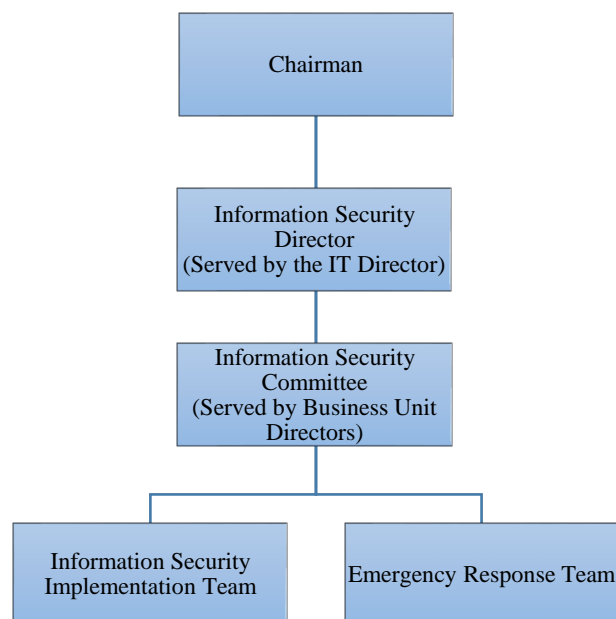 Chairman
Information Security
Director
(Served by the IT Director)
Information Security
Committee
(Served by Business Unit
Directors)
Information Security
Implementation Team
Emergency Response Team